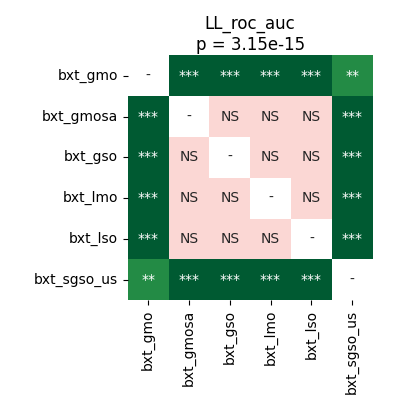 LL_roc_auc
p = 3.15e-15
bxt_gmo - *** *** *** *** **
bxt_gmosa *** - NS NS NS ***
bxt_gso *** NS - NS NS ***
bxt_lmo *** NS NS - NS ***
bxt_lso *** NS NS NS - ***
bxt_sgso_us ** *** *** *** *** -
bxt_gmo
bxt_gmosa
bxt_gso
bxt_lmo
bxt_lso
bxt_sgso_us